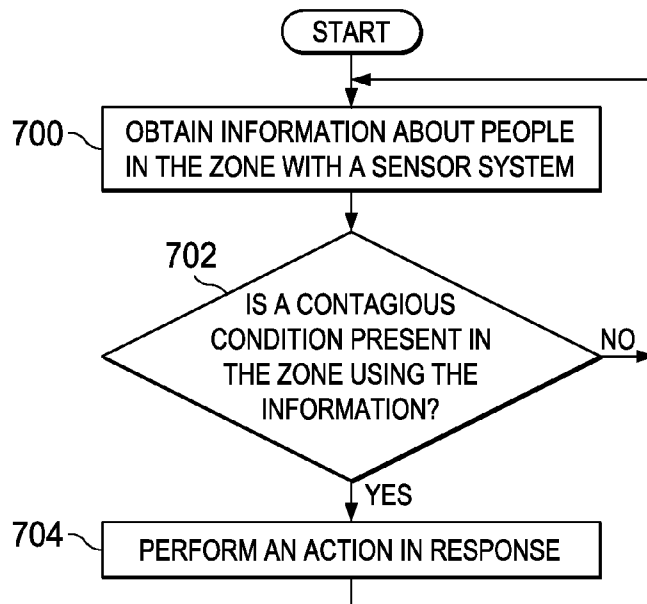 START
700
OBTAIN INFORMATION ABOUT PEOPLE
IN THE ZONE WITH A SENSOR SYSTEM
702
IS A CONTAGIOUS
CONDITION PRESENT IN
THE ZONE USING THE
INFORMATION?
NO
YES
704
PERFORM AN ACTION IN RESPONSE